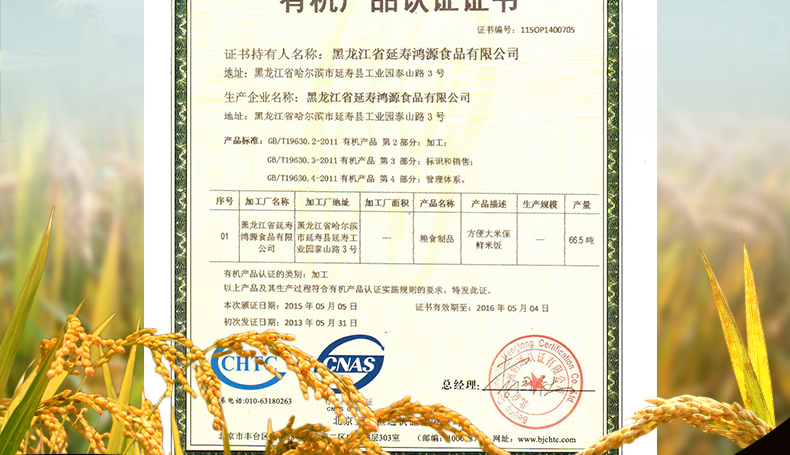 有机产品认证证书
证书编号：115OP1400705
证书持有人名称：黑龙江省延寿鸿源食品有限公司
地址：黑龙江省哈尔滨市延寿县工业园泰山路 3 号
生产企业名称：黑龙江省延寿鸿源食品有限公司
地址：黑龙江省哈尔滨市延寿县工业园泰山路 3 号
产品标准：GB/T19630.2-2011 有机产品 第 2 部分：加工；
GB/T19630.3-2011 有机产品 第 3 部分：标识和销售；
GB/T19630.4-2011 有机产品 第 4 部分：管理体系。
序号 加工厂名称 加工厂地址 加工厂面积 产品名称 产品描述 生产规模 产量
01 黑龙江省延寿鸿源食品有限公司 黑龙江省哈尔滨市延寿县延寿工业园泰山路 3 号 — 粮食制品 方便大米保鲜米饭 — 66.5 吨
有机产品认证的类别：加工
以上产品及其生产过程符合有机产品认证实施规则的要求，特发此证。
本次颁证日期：2015 年 05 月 05 日 证书有效期至：2016 年 05 月 04 日
初次发证日期：2013 年 05 月 31 日
CHTC CNAS
总经理：
系电话:010-63180263
北京市丰台区 层303室 （邮编： 网址：www.bjchtc.com